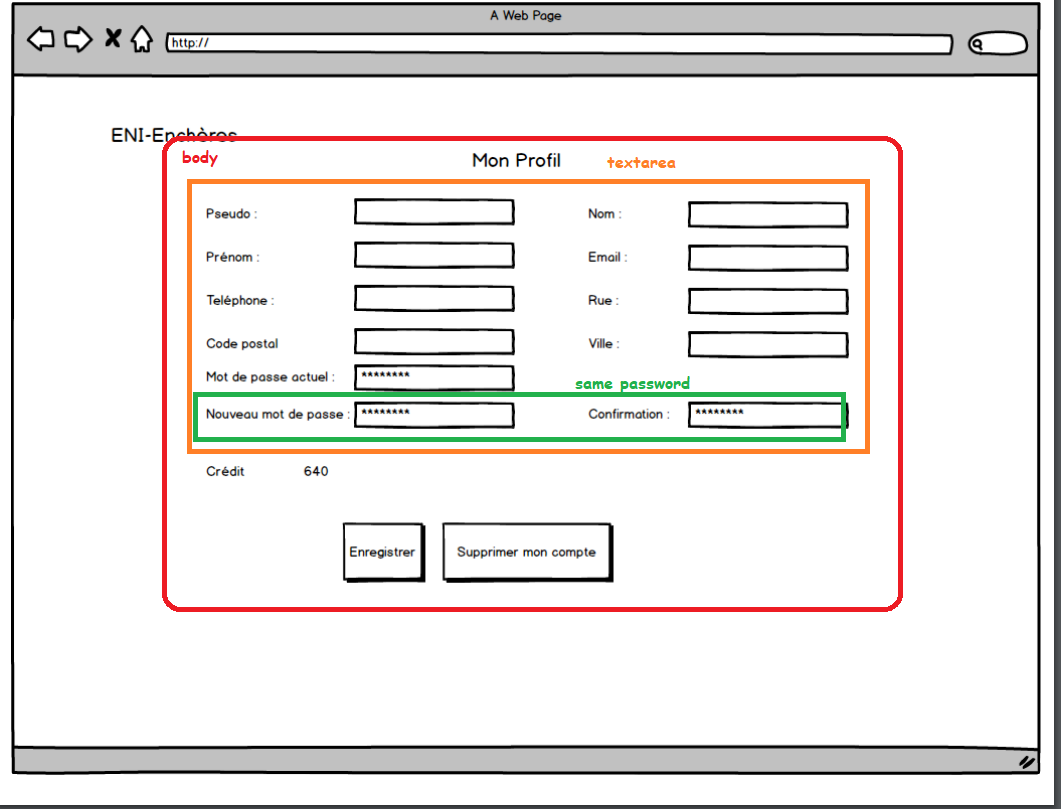 A Web Page
http://
ENI-Enchères
body
Mon Profil textarea
Pseudo : Nom :
Prénom : Email :
Teléphone : Rue :
Code postal Ville :
Mot de passe actuel : ********
same password
Nouveau mot de passe : ******** Confirmation : ********
Crédit 640
Enregistrer Supprimer mon compte